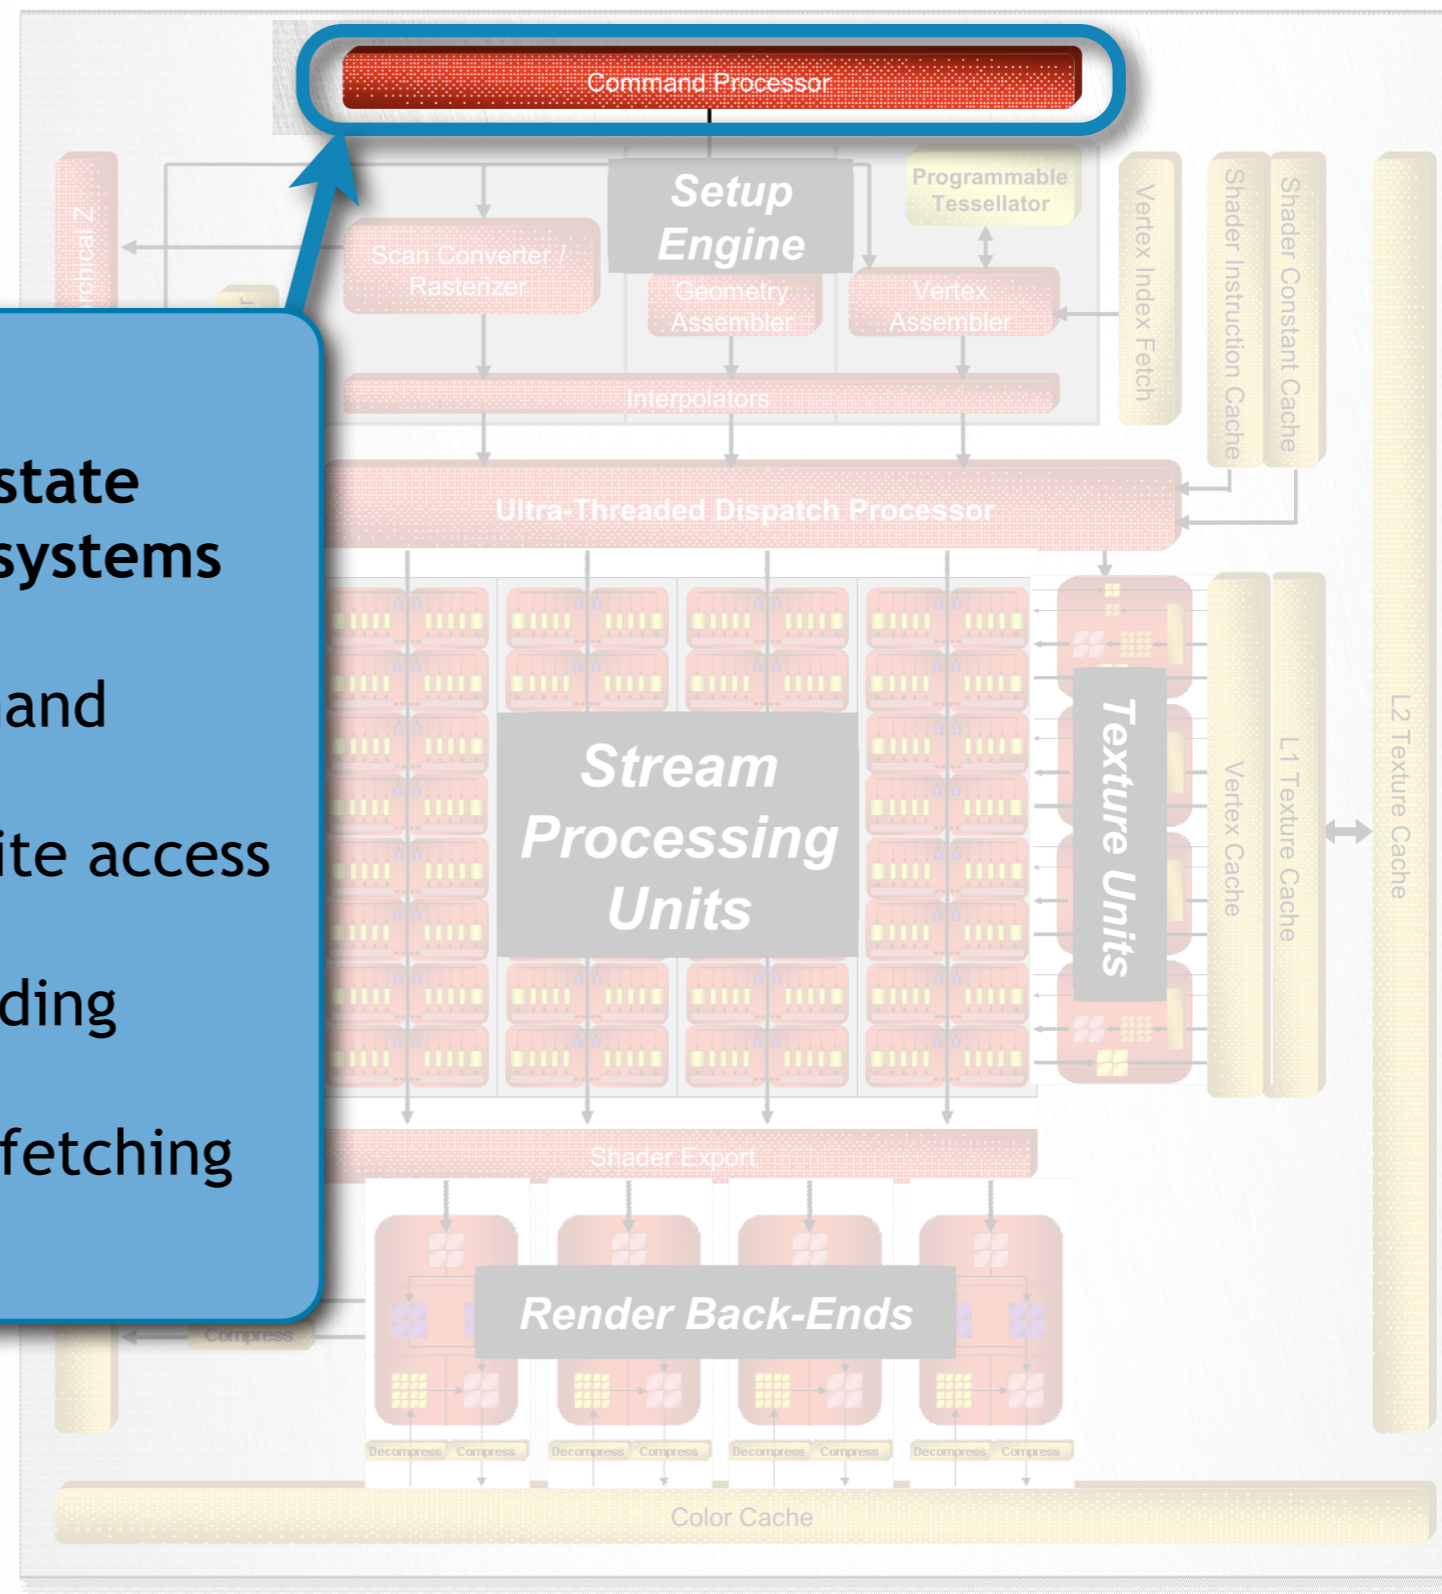 Command Processor
Setup
Engine
Programmable
Tessellator
Scan Converter /
Rasterizer
Geometry
Assembler
Vertex
Assembler
Vertex Index Fetch
Shader Instruction Cache
Shader Constant Cache
Interpolators
state
systems
ite access
ding
fetching
Ultra-Threaded Dispatch Processor
Stream
Processing
Units
Texture Units
Vertex Cache
L1 Texture Cache
L2 Texture Cache
Shader Export
Render Back-Ends
Compress
Decompress Compress
Decompress Compress
Decompress Compress
Decompress Compress
Color Cache